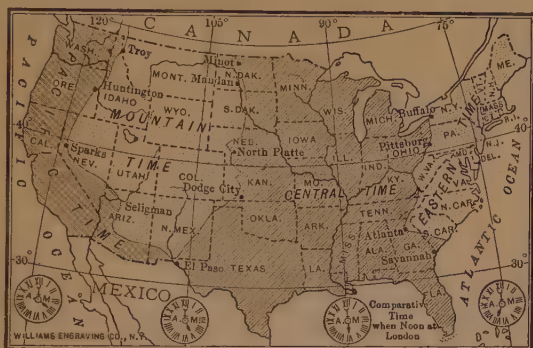 120°
105°
90°
75°
CANADA
PACIFIC
OCEAN
WASH.
Troy
Minot
MONT.
Mandan
N. DAK.
MINN.
ME.
ORE.
PACIFIC
TIME
Huntington
IDAHO
WYO.
S. DAK.
WIS.
MICH.
Buffalo
N.Y.
MASS.
R.I.
MOUNTAIN
TIME
40°
CAL.
Sparks
NEV.
UTAH
COL.
NEB.
North Platte
IOWA
ILL.
IND.
OHIO
Pittsburg
PA.
N.J.
MD.
DEL.
40°
Dodge City
KAN.
MO.
KY.
W.VA.
VA.
CENTRAL
TIME
EASTERN
TIME
Seligman
ARIZ.
N. MEX.
OKLA.
ARK.
TENN.
N. CAR.
S. CAR.
Atlanta
ALA.
GA.
Savannah
MISS.
30°
El Paso
TEXAS
LA.
30°
ATLANTIC OCEAN
MEXICO
A.M
A.M
A.M
A.M
Comparative
Time
when Noon at
London
WILLIAMS ENGRAVING CO., N.Y.